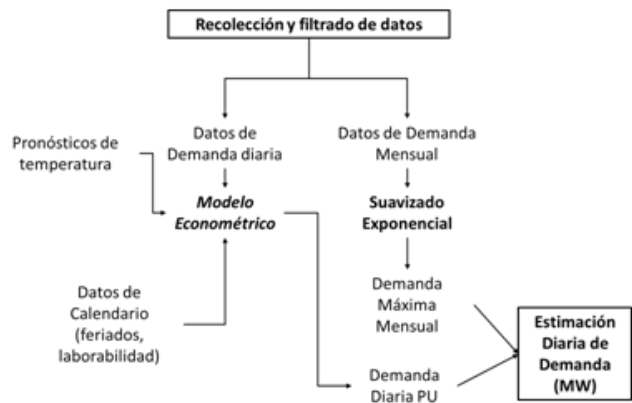 Recolección y filtrado de datos
Pronósticos de
temperatura
Datos de
Demanda diaria
Datos de Demanda
Mensual
Modelo
Econométrico
Suavizado
Exponencial
Datos de
Calendario
(feriados,
laborabilidad)
Demanda
Máxima
Mensual
Demanda
Diaria PU
Estimación
Diaria de
Demanda
(MW)